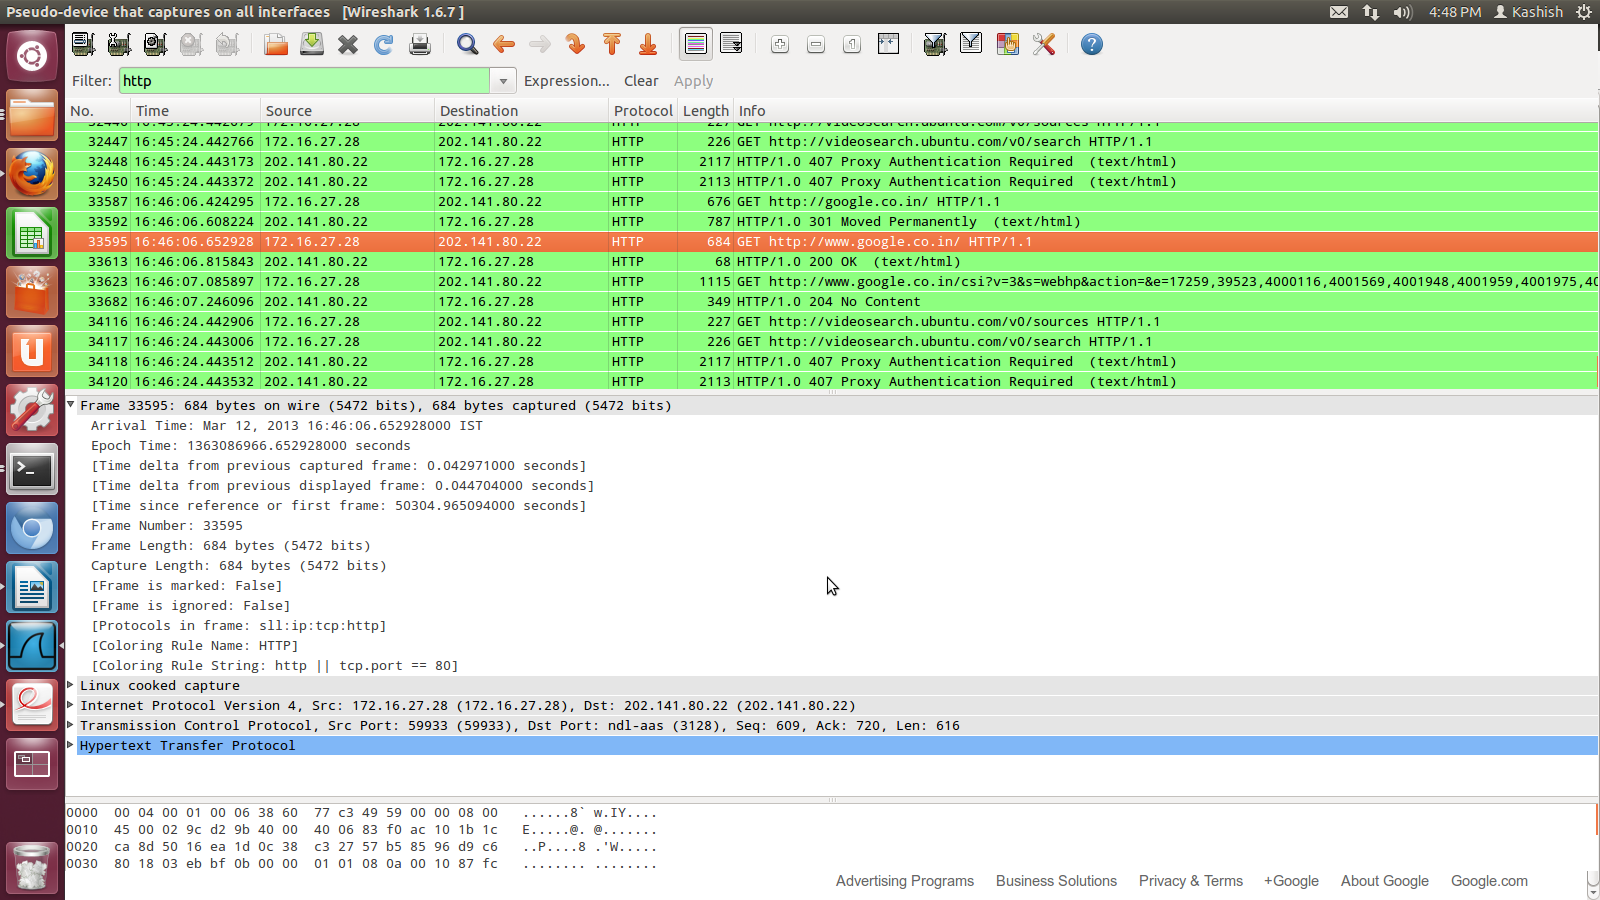 Pseudo-device that captures on all interfaces [Wireshark 1.6.7 ] 4:48 PM Kashish
Filter: http Expression... Clear Apply
No. Time Source Destination Protocol Length Info
32447 16:45:24.442766 172.16.27.28 202.141.80.22 HTTP 226 GET http://videosearch.ubuntu.com/v0/search HTTP/1.1
32448 16:45:24.443173 202.141.80.22 172.16.27.28 HTTP 2117 HTTP/1.0 407 Proxy Authentication Required (text/html)
32450 16:45:24.443372 202.141.80.22 172.16.27.28 HTTP 2113 HTTP/1.0 407 Proxy Authentication Required (text/html)
33587 16:46:06.424295 172.16.27.28 202.141.80.22 HTTP 676 GET http://google.co.in/ HTTP/1.1
33592 16:46:06.608224 202.141.80.22 172.16.27.28 HTTP 787 HTTP/1.0 301 Moved Permanently (text/html)
33595 16:46:06.652928 172.16.27.28 202.141.80.22 HTTP 684 GET http://www.google.co.in/ HTTP/1.1
33613 16:46:06.815843 202.141.80.22 172.16.27.28 HTTP 68 HTTP/1.0 200 OK (text/html)
33623 16:46:07.085897 172.16.27.28 202.141.80.22 HTTP 1115 GET http://www.google.co.in/csi?v=3&s=webhp&action=&e=17259,39523,4000116,4001569,4001948,4001959,4001975,40
33682 16:46:07.246096 202.141.80.22 172.16.27.28 HTTP 349 HTTP/1.0 204 No Content
34116 16:46:24.442906 172.16.27.28 202.141.80.22 HTTP 227 GET http://videosearch.ubuntu.com/v0/sources HTTP/1.1
34117 16:46:24.443006 172.16.27.28 202.141.80.22 HTTP 226 GET http://videosearch.ubuntu.com/v0/search HTTP/1.1
34118 16:46:24.443512 202.141.80.22 172.16.27.28 HTTP 2117 HTTP/1.0 407 Proxy Authentication Required (text/html)
34120 16:46:24.443532 202.141.80.22 172.16.27.28 HTTP 2113 HTTP/1.0 407 Proxy Authentication Required (text/html)
Frame 33595: 684 bytes on wire (5472 bits), 684 bytes captured (5472 bits)
Arrival Time: Mar 12, 2013 16:46:06.652928000 IST
Epoch Time: 1363086966.652928000 seconds
[Time delta from previous captured frame: 0.042971000 seconds]
[Time delta from previous displayed frame: 0.044704000 seconds]
[Time since reference or first frame: 50304.965094000 seconds]
Frame Number: 33595
Frame Length: 684 bytes (5472 bits)
Capture Length: 684 bytes (5472 bits)
[Frame is marked: False]
[Frame is ignored: False]
[Protocols in frame: sll:ip:tcp:http]
[Coloring Rule Name: HTTP]
[Coloring Rule String: http || tcp.port == 80]
Linux cooked capture
Internet Protocol Version 4, Src: 172.16.27.28 (172.16.27.28), Dst: 202.141.80.22 (202.141.80.22)
Transmission Control Protocol, Src Port: 59933 (59933), Dst Port: ndl-aas (3128), Seq: 609, Ack: 720, Len: 616
Hypertext Transfer Protocol
0000 00 04 00 01 00 06 38 60 77 c3 49 59 00 00 08 00 ......8` w.IY....
0010 45 00 02 9c d2 9b 40 00 40 06 83 f0 ac 10 1b 1c E.....@. @.......
0020 ca 8d 50 16 ea 1d 0c 38 c3 27 57 b5 85 96 d9 c6 ..P....8 .'W.....
0030 80 18 03 eb bf 0b 00 00 01 01 08 0a 00 10 87 fc ........ ........
Advertising Programs Business Solutions Privacy & Terms +Google About Google Google.com